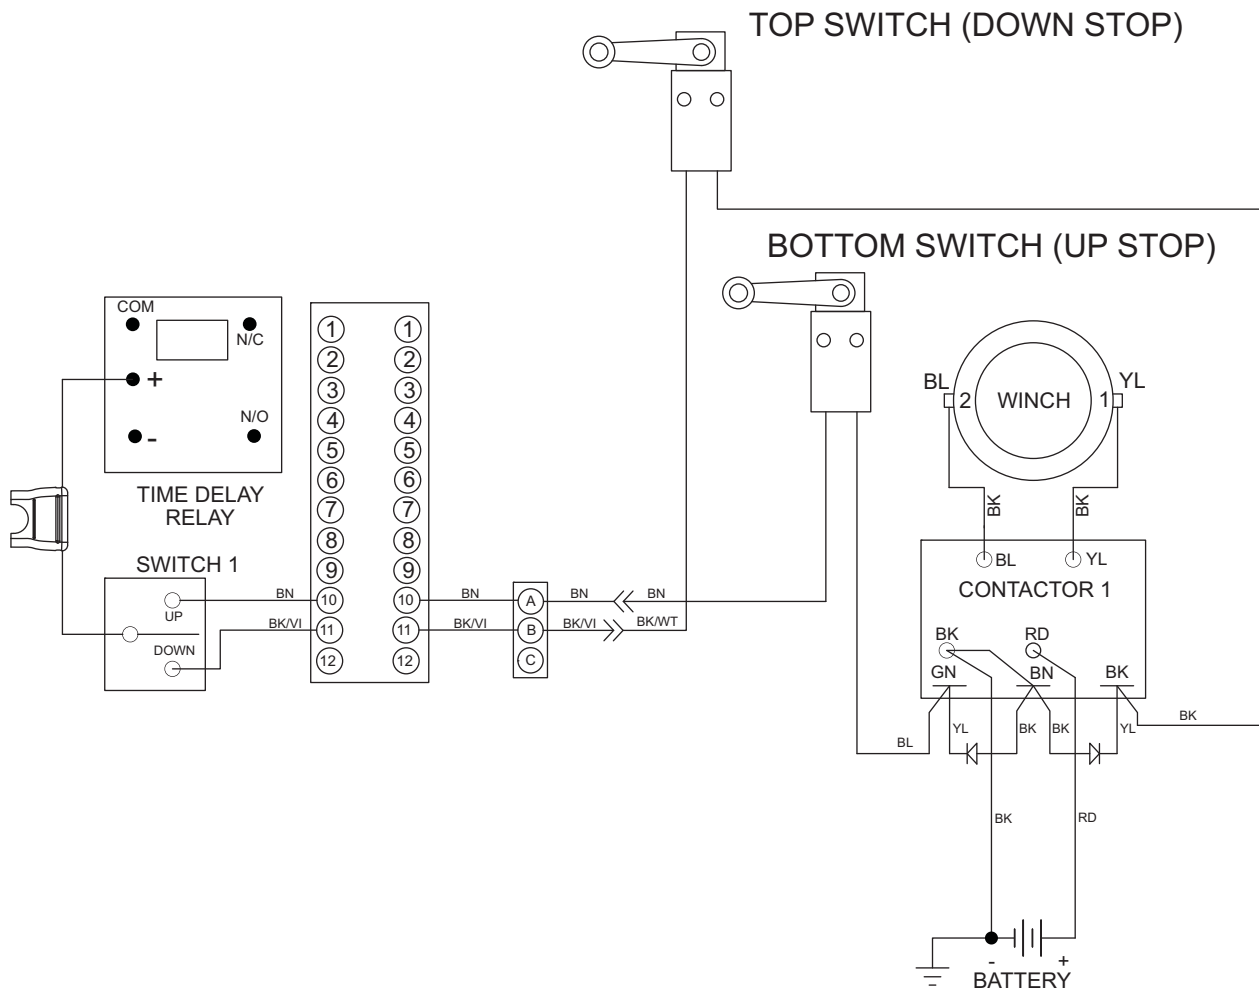 TOP SWITCH (DOWN STOP)
BOTTOM SWITCH (UP STOP)
COM
N/C
+
N/O
-
TIME DELAY
RELAY
SWITCH 1
UP
DOWN
1 1
2 2
3 3
4 4
5 5
6 6
7 7
8 8
9 9
10 10
11 11
12 12
BN
BK/VI
BN
BK/VI
A
B
C
BN
BN
BK/VI
BK/WT
BL
2
WINCH
1
YL
BK
BK
BL
YL
CONTACTOR 1
BK
RD
GN
BN
BK
BL
YL
BK
BK
YL
BK
BK
RD
-
+
BATTERY